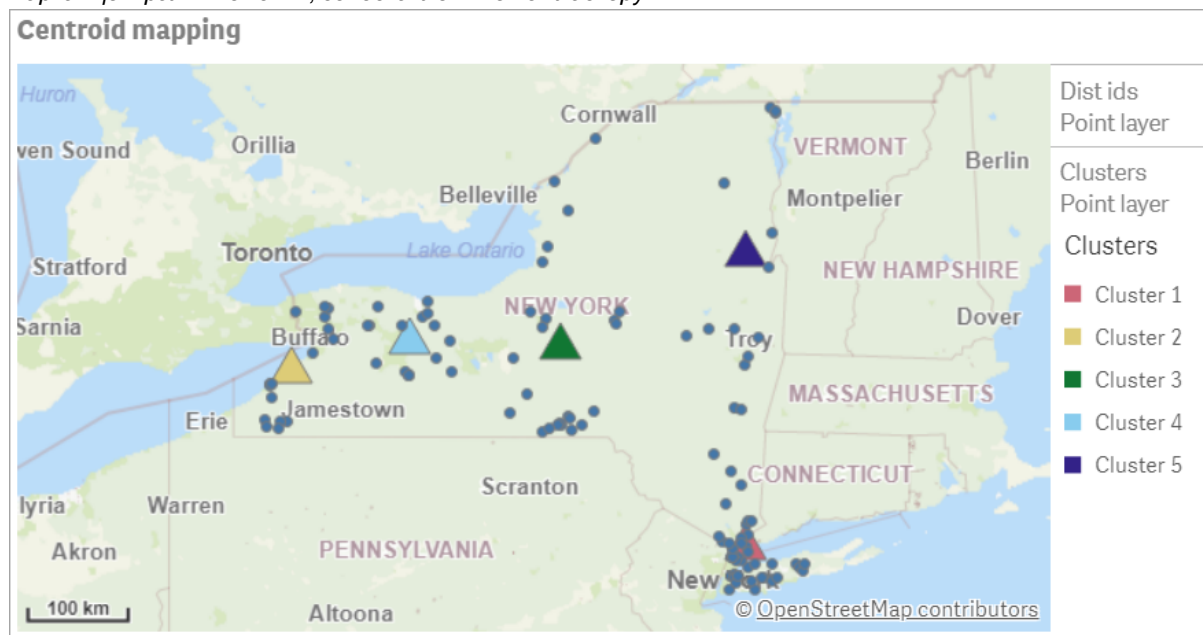 Centroid mapping
Huron
Cornwall
wen Sound
Orillia
VERMONT
Berlin
Belleville
Montpelier
Toronto
Lake Ontario
Stratford
NEW HAMPSHIRE
NEW YORK
Sarnia
Dover
Buffalo
Troy
MASSACHUSETTS
Jamestown
Erie
CONNECTICUT
Scranton
lyria
Warren
Akron
PENNSYLVANIA
New York
100 km
Altoona
© OpenStreetMap contributors
Dist ids
Point layer
Clusters
Point layer
Clusters
Cluster 1
Cluster 2
Cluster 3
Cluster 4
Cluster 5